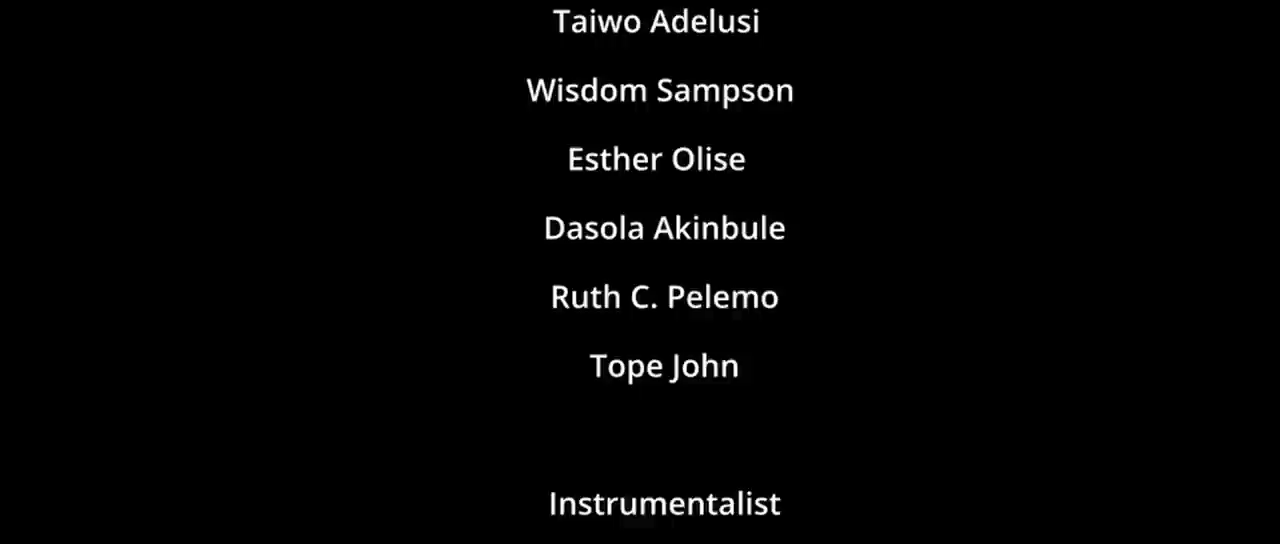 Taiwo Adelusi
Wisdom Sampson
Esther Olise
Dasola Akinbule
Ruth C. Pelemo
Tope John
Instrumentalist